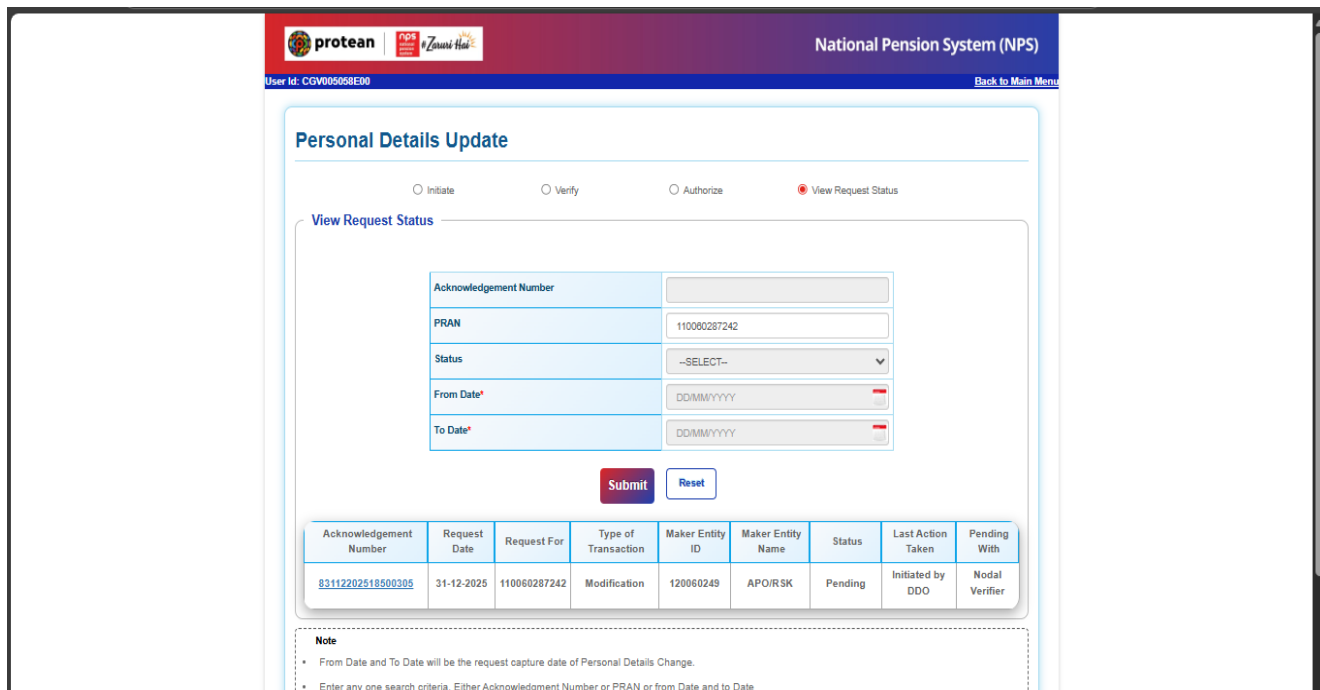 protean
nps
#Zaruri Hai
National Pension System (NPS)
User Id: CGV005058E00
Back to Main Menu
Personal Details Update
Initiate Verify Authorize View Request Status
View Request Status
Acknowledgement Number
PRAN 110060287242
Status --SELECT--
From Date* DD/MM/YYYY
To Date* DD/MM/YYYY
Submit Reset
Acknowledgement Number Request Date Request For Type of Transaction Maker Entity ID Maker Entity Name Status Last Action Taken Pending With
83112202518500305 31-12-2025 110060287242 Modification 120060249 APO/RSK Pending Initiated by DDO Nodal Verifier
Note
• From Date and To Date will be the request capture date of Personal Details Change.
• Enter any one search criteria. Either Acknowledgment Number or PRAN or from Date and to Date